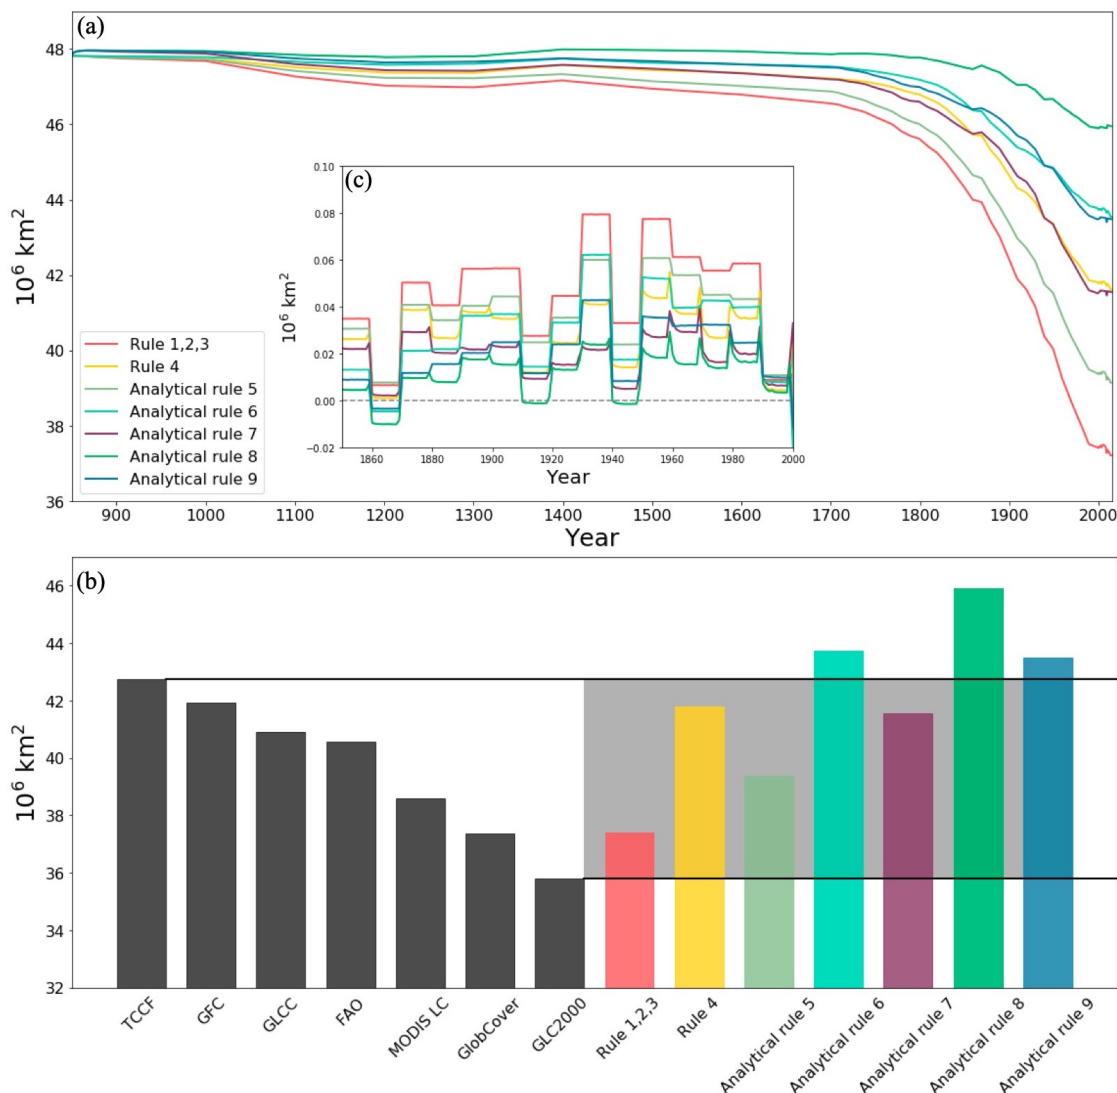 (a)
48
46
44
42
40
38
36
10⁶ km²
Rule 1,2,3
Rule 4
Analytical rule 5
Analytical rule 6
Analytical rule 7
Analytical rule 8
Analytical rule 9
(c)
0.10
0.08
0.06
0.04
0.02
0.00
−0.02
10⁶ km²
1860 1880 1900 1920 1940 1960 1980 2000
Year
900 1000 1100 1200 1300 1400 1500 1600 1700 1800 1900 2000
Year
(b)
46
44
42
40
38
36
34
32
10⁶ km²
TCCF
GFC
GLCC
FAO
MODIS LC
GlobCover
GLC2000
Rule 1,2,3
Rule 4
Analytical rule 5
Analytical rule 6
Analytical rule 7
Analytical rule 8
Analytical rule 9